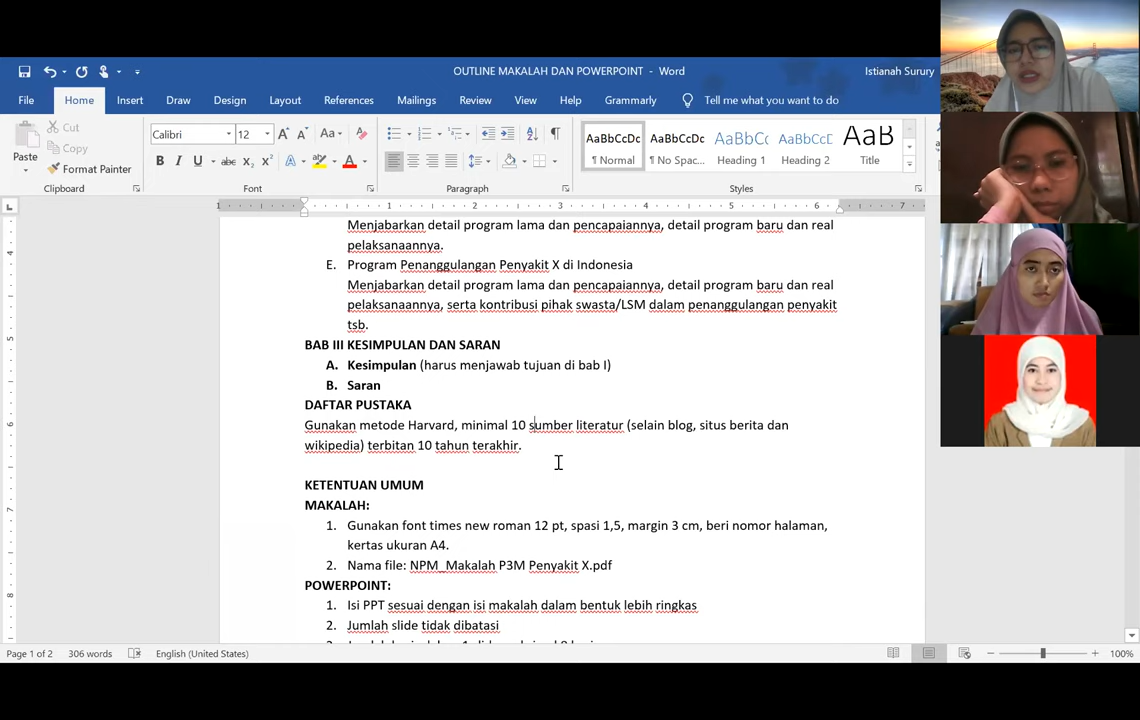 OUTLINE MAKALAH DAN POWERPOINT - Word
Istianah Surury
File Home Insert Draw Design Layout References Mailings Review View Help Grammarly Tell me what you want to do
Cut
Copy
Paste
Format Painter
Calibri 12
AaBbCcDc AaBbCcDc AaBbCc AaBbCcE AaB
¶ Normal ¶ No Spac... Heading 1 Heading 2 Title
Clipboard Font Paragraph Styles
Menjabarkan detail program lama dan pencapaiannya, detail program baru dan real
pelaksanaannya.
E. Program Penanggulangan Penyakit X di Indonesia
Menjabarkan detail program lama dan pencapaiannya, detail program baru dan real
pelaksanaannya, serta kontribusi pihak swasta/LSM dalam penanggulangan penyakit
tsb.
BAB III KESIMPULAN DAN SARAN
A. Kesimpulan (harus menjawab tujuan di bab I)
B. Saran
DAFTAR PUSTAKA
Gunakan metode Harvard, minimal 10 sumber literatur (selain blog, situs berita dan
wikipedia) terbitan 10 tahun terakhir.
KETENTUAN UMUM
MAKALAH:
1. Gunakan font times new roman 12 pt, spasi 1,5, margin 3 cm, beri nomor halaman,
kertas ukuran A4.
2. Nama file: NPM_Makalah P3M Penyakit X.pdf
POWERPOINT:
1. Isi PPT sesuai dengan isi makalah dalam bentuk lebih ringkas
2. Jumlah slide tidak dibatasi
Page 1 of 2 306 words English (United States) 100%